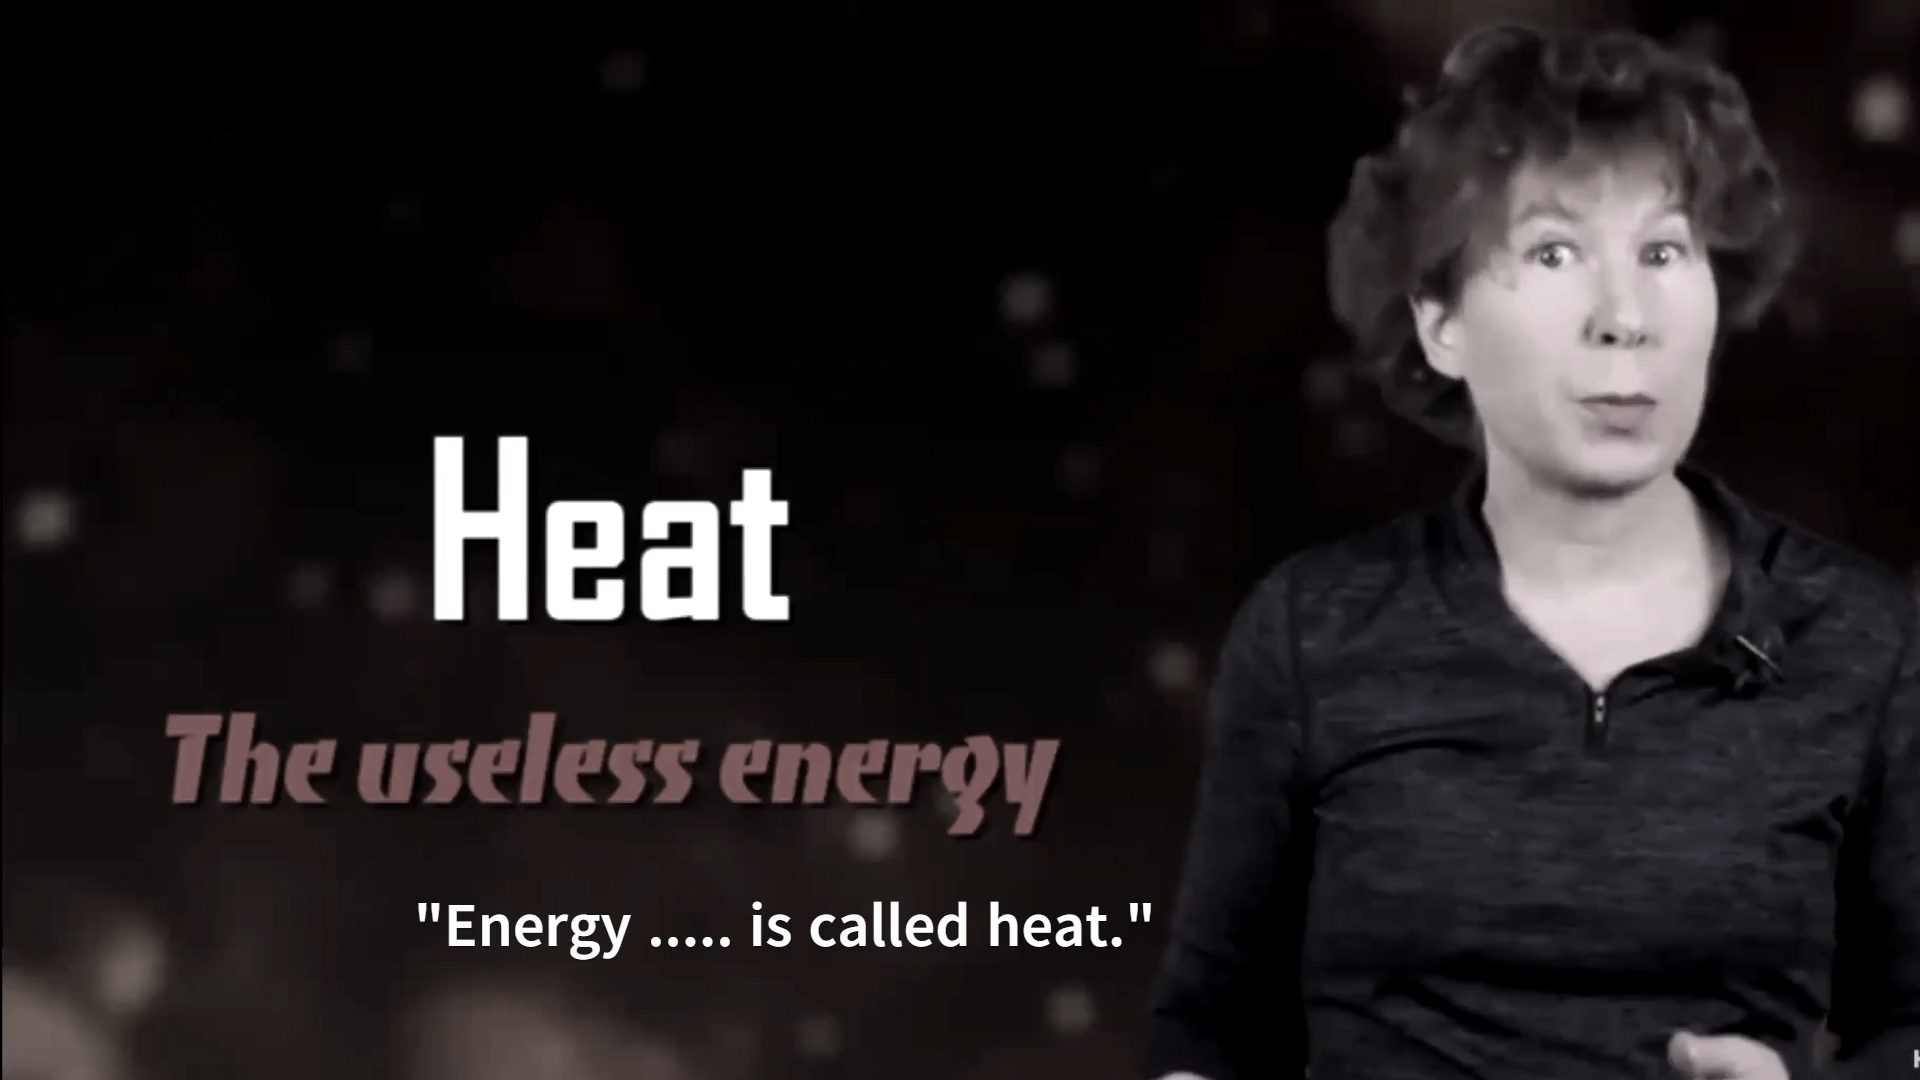 Heat
The useless energy
"Energy ..... is called heat."